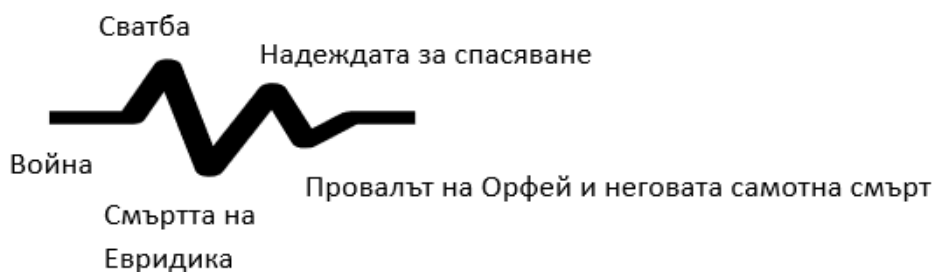 Сватба
Надеждата за спасяване
Война
Провалът на Орфей и неговата самотна смърт
Смъртта на
Евридика